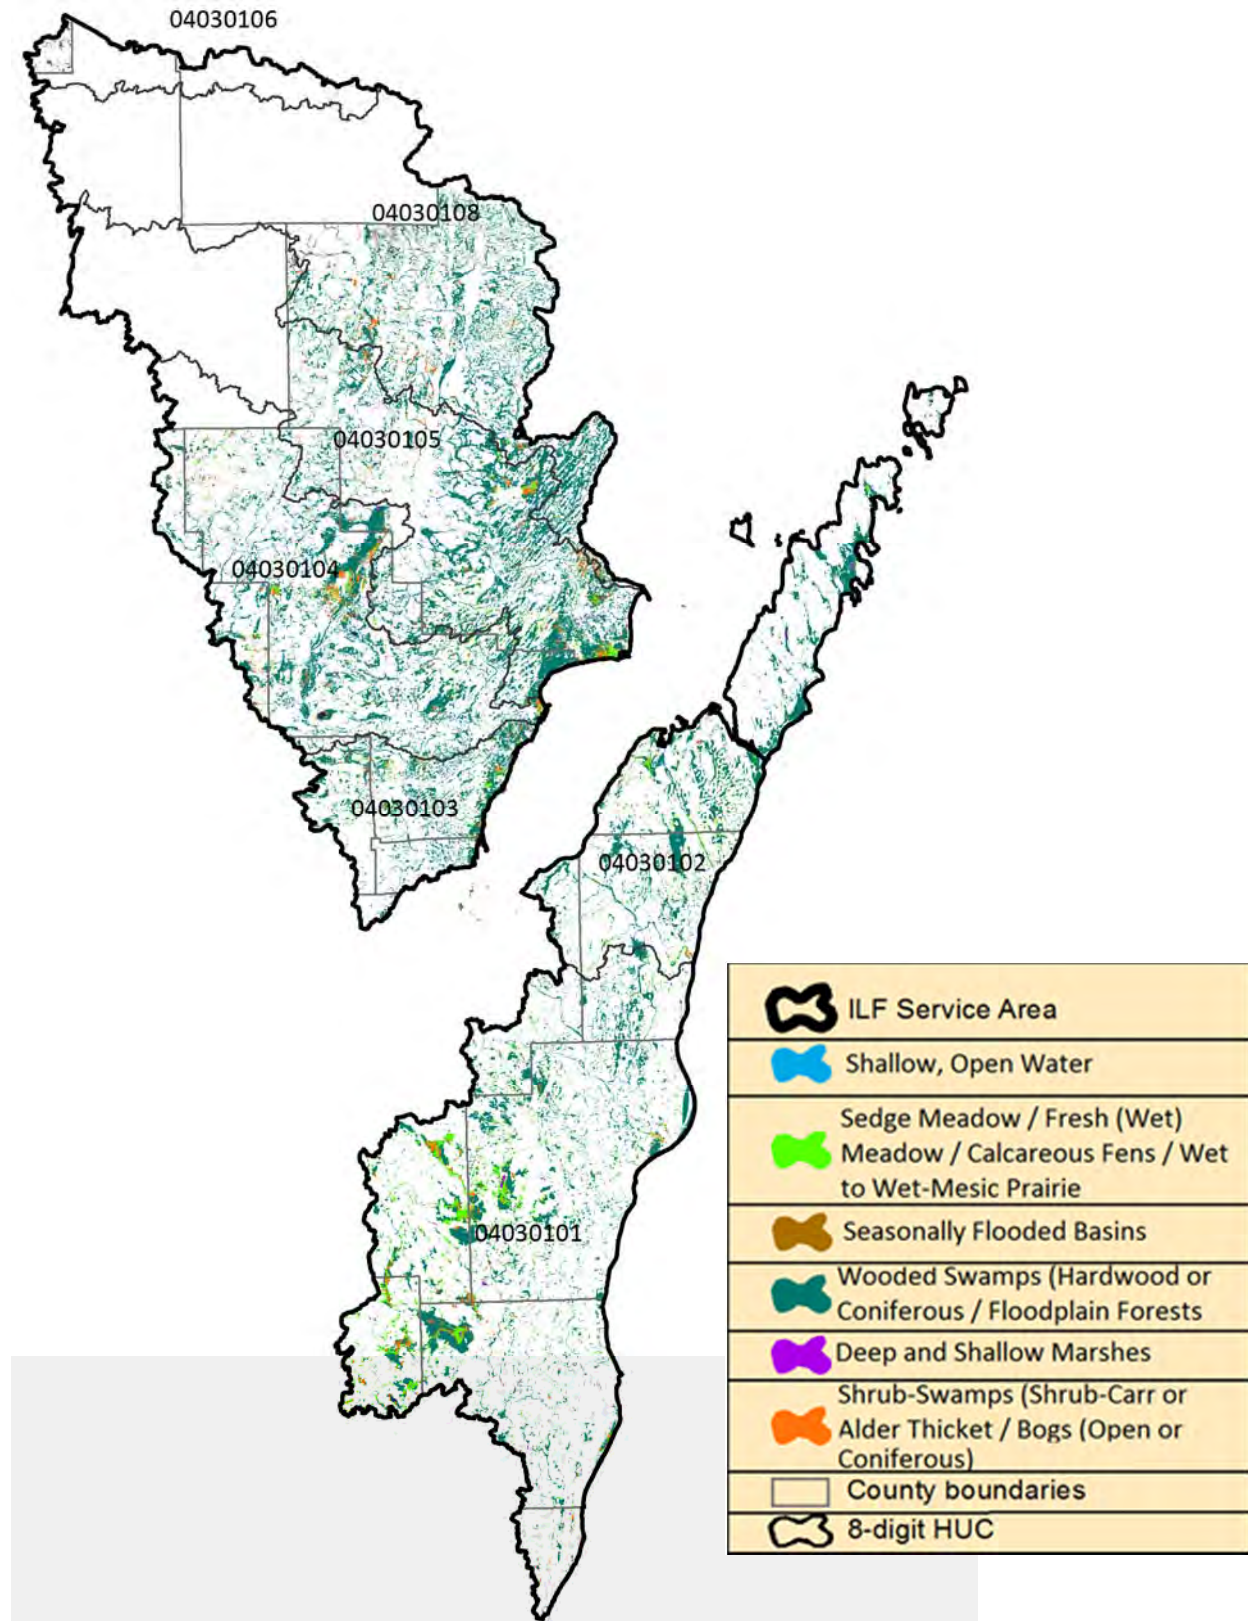 04030106
04030108
04030105
04030104
04030103
04030102
04030101
ILF Service Area
Shallow, Open Water
Sedge Meadow / Fresh (Wet)
Meadow / Calcareous Fens / Wet
to Wet-Mesic Prairie
Seasonally Flooded Basins
Wooded Swamps (Hardwood or
Coniferous / Floodplain Forests
Deep and Shallow Marshes
Shrub-Swamps (Shrub-Carr or
Alder Thicket / Bogs (Open or
Coniferous)
County boundaries
8-digit HUC